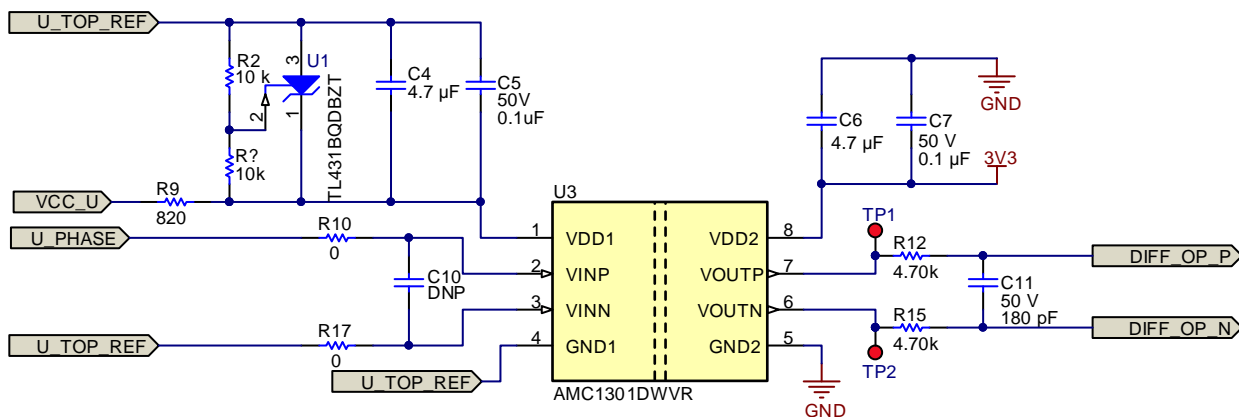 U_TOP_REF
R2
10 k
3
U1
2
1
TL431BQDBZT
R?
10k
C4
4.7 µF
C5
50V
0.1uF
VCC_U
R9
820
U_PHASE
R10
0
C10
DNP
U_TOP_REF
R17
0
U_TOP_REF
U3
1
VDD1
2
VINP
3
VINN
4
GND1
VDD2
8
VOUTP
7
VOUTN
6
GND2
5
AMC1301DWVR
C6
4.7 µF
C7
50 V
0.1 µF
GND
3V3
TP1
R12
4.70k
C11
50 V
180 pF
R15
4.70k
TP2
GND
DIFF_OP_P
DIFF_OP_N